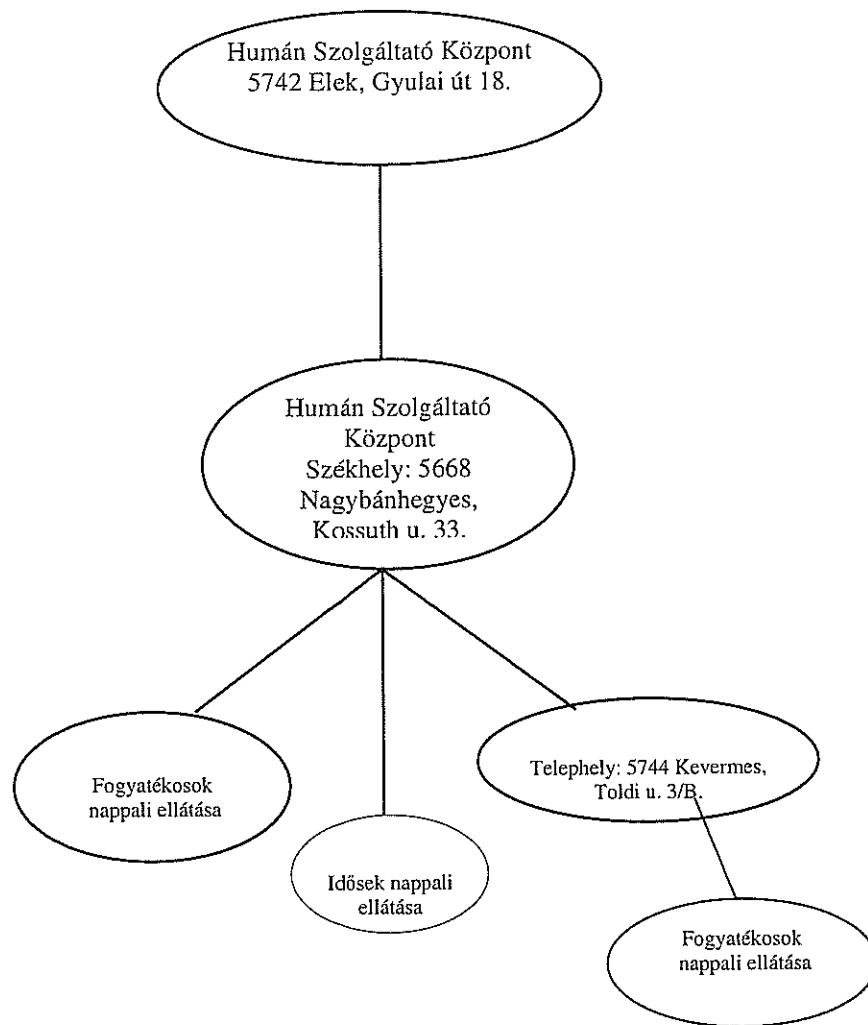 Humán Szolgáltató Központ
5742 Elek, Gyulai út 18.
Humán Szolgáltató
Központ
Székhely: 5668
Nagybánhegyes,
Kossuth u. 33.
Fogyatékosok
nappali ellátása
Idősek nappali
ellátása
Telephely: 5744 Kevermes,
Toldi u. 3/B.
Fogyatékosok
nappali ellátása